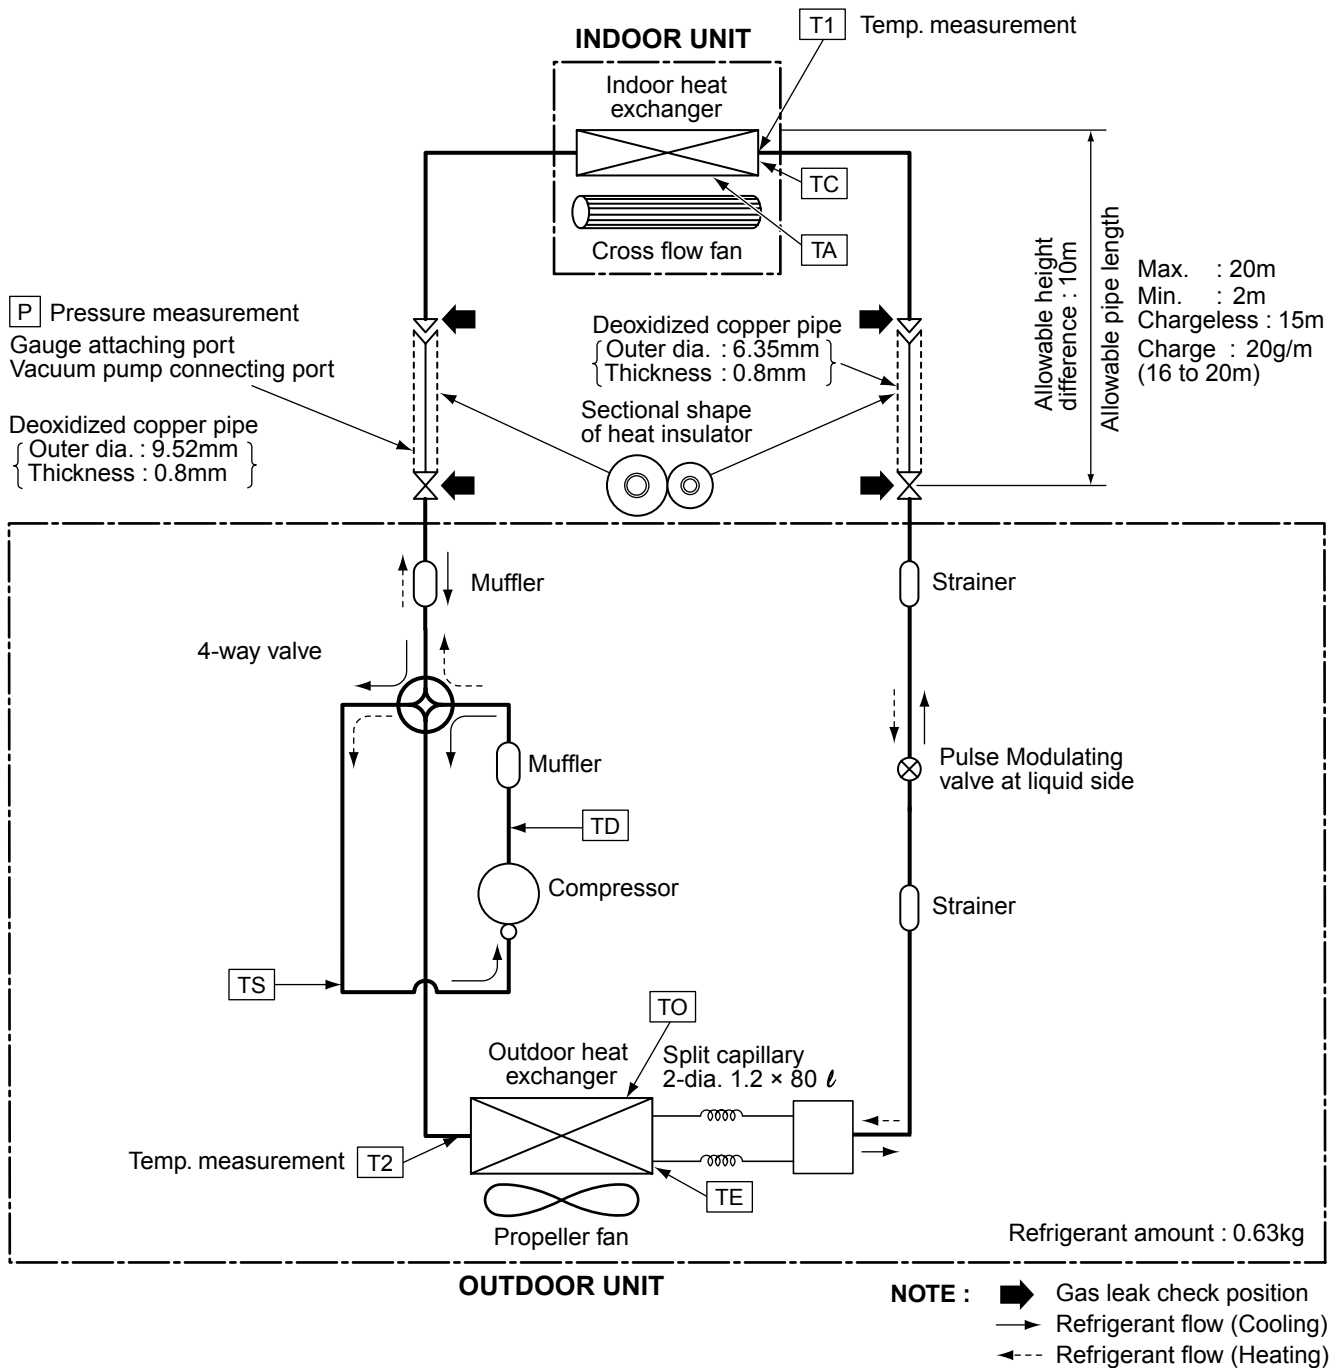 T1 Temp. measurement
INDOOR UNIT
Indoor heat
exchanger
TC
Cross flow fan
TA
P Pressure measurement
Gauge attaching port
Vacuum pump connecting port
Deoxidized copper pipe
Outer dia. : 9.52mm
Thickness : 0.8mm
Deoxidized copper pipe
Outer dia. : 6.35mm
Thickness : 0.8mm
Sectional shape
of heat insulator
Allowable height
difference : 10m
Allowable pipe length
Max. : 20m
Min. : 2m
Chargeless : 15m
Charge : 20g/m
(16 to 20m)
Muffler
Strainer
4-way valve
Muffler
Pulse Modulating
valve at liquid side
TD
Compressor
Strainer
TS
TO
Outdoor heat
exchanger
Split capillary
2-dia. 1.2 × 80 ℓ
Temp. measurement T2
TE
Propeller fan
Refrigerant amount : 0.63kg
OUTDOOR UNIT
NOTE : Gas leak check position
Refrigerant flow (Cooling)
Refrigerant flow (Heating)